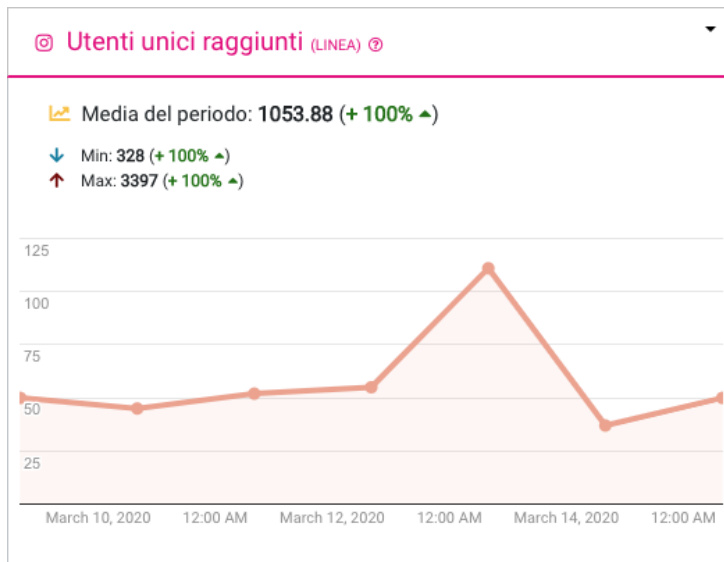 Utenti unici raggiunti (LINEA)
Media del periodo: 1053.88 (+ 100% ▲)
Min: 328 (+ 100% ▲)
Max: 3397 (+ 100% ▲)
125
100
75
50
25
March 10, 2020 12:00 AM March 12, 2020 12:00 AM March 14, 2020 12:00 AM